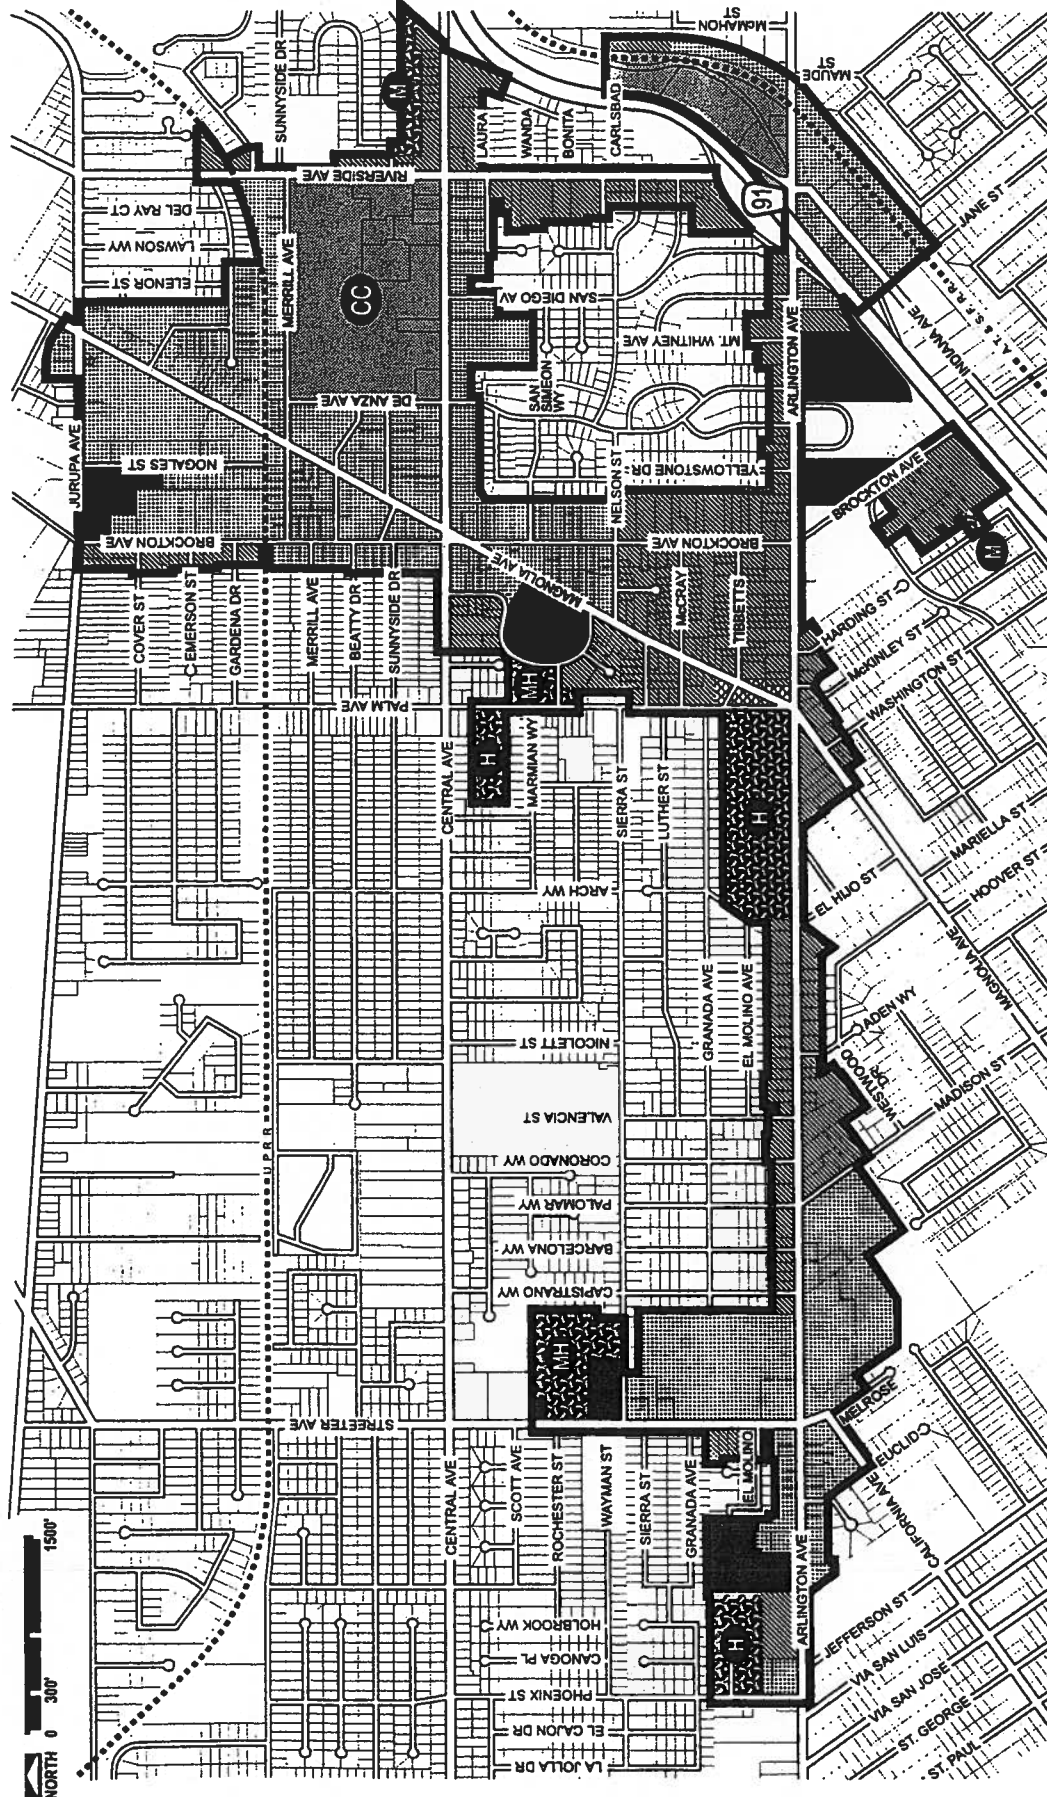 McMAHON
ST
MAUDE
ST
SUNNYSIDE DR
M
LAURA
WANDA
BONITA
CARLSBAD
RIVERSIDE AVE
91
JANE ST
DEL RAY CT
LAWSON WY
ELENOR ST
MERRILL AVE
CC
SAN DIEGO AV
MT. WHITNEY AVE
ARLINGTON AVE
INDIANA AVE
A.T. & S.F. R.R.
DE ANZA AVE
SAN
SIMEON
WY
JURUPA AVE
NOGALES ST
NELSON ST
YELLOWSTONE DR
BROCKTON AVE
BROCKTON AVE
BROCKTON AVE
MAGNOLIA AVE
M
COVER ST
EMERSON ST
GARDENA DR
MERRILL AVE
BEATTY DR
SUNNYSIDE DR
McCRAY
TIBBETTS
HARDING ST
McKINLEY ST
WASHINGTON ST
PALM AVE
MH
H
CENTRAL AVE
MARMIAN WY
SIERRA ST
LUTHER ST
H
MARIELLA ST
HOOVER ST
ARCH WY
EL HIJO ST
MAGNOLIA AVE
GRANADA AVE
EL MOLINO AVE
NICOLETT ST
ADEN WY
WESTWOOD
DR
MADISON ST
VALENCIA ST
U.P.R.R.
CORONADO WY
PALOMAR WY
BARCELONA WY
CAPISTRANO WY
MH
STREETER AVE
MELROSE
EUCLID
CALIFORNIA AVE
EL MOLINO
CENTRAL AVE
SCOTT AVE
ROCHESTER ST
WAYMAN ST
SIERRA ST
GRANADA AVE
ARLINGTON AVE
H
HOLBROOK WY
CANOGA PL
PHOENIX ST
EL CAJON DR
LA JOLLA DR
JEFFERSON ST
VIA SAN LUIS
VIA SAN JOSE
ST. GEORGE
ST. PAUL
NORTH 0 300' 1500'